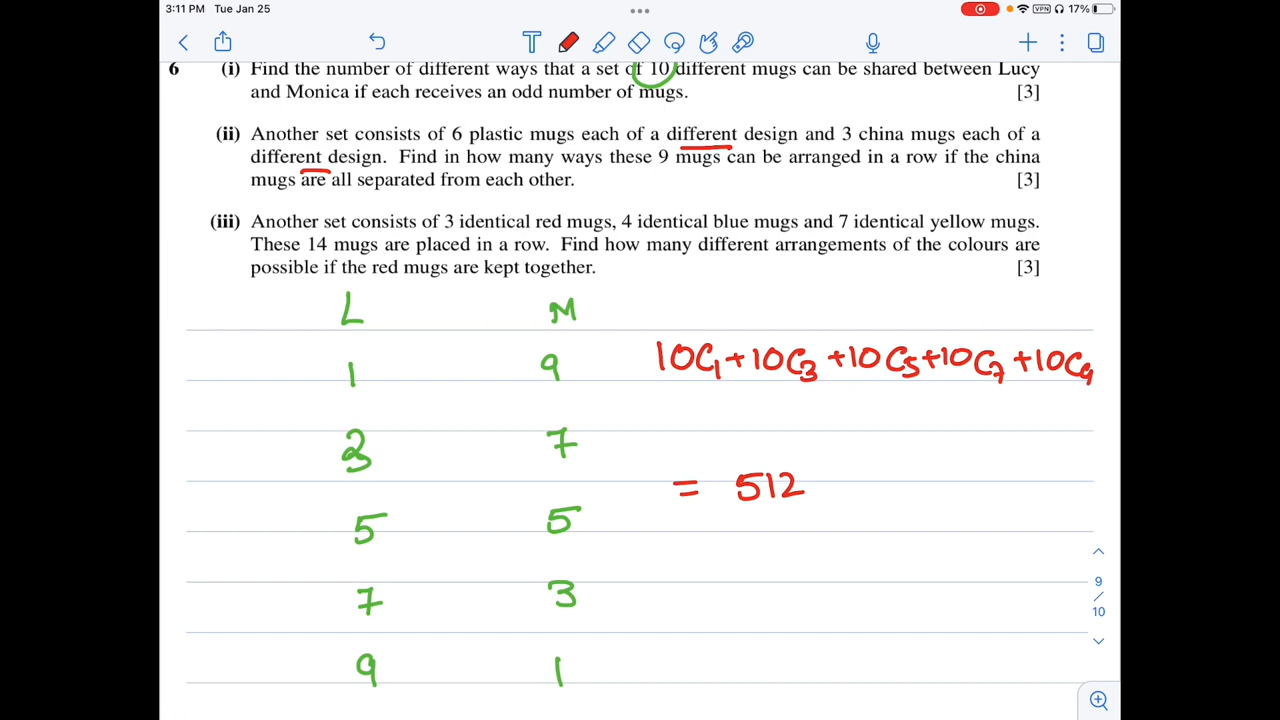 3:11 PM Tue Jan 25
VPN 17%
T
6 (i) Find the number of different ways that a set of 10 different mugs can be shared between Lucy
and Monica if each receives an odd number of mugs. [3]
(ii) Another set consists of 6 plastic mugs each of a different design and 3 china mugs each of a
different design. Find in how many ways these 9 mugs can be arranged in a row if the china
mugs are all separated from each other. [3]
(iii) Another set consists of 3 identical red mugs, 4 identical blue mugs and 7 identical yellow mugs.
These 14 mugs are placed in a row. Find how many different arrangements of the colours are
possible if the red mugs are kept together. [3]
L M
1 9 10C1+10C3+10C5+10C7+10C9
3 7
= 512
5 5
7 3
9 1
9
/
10